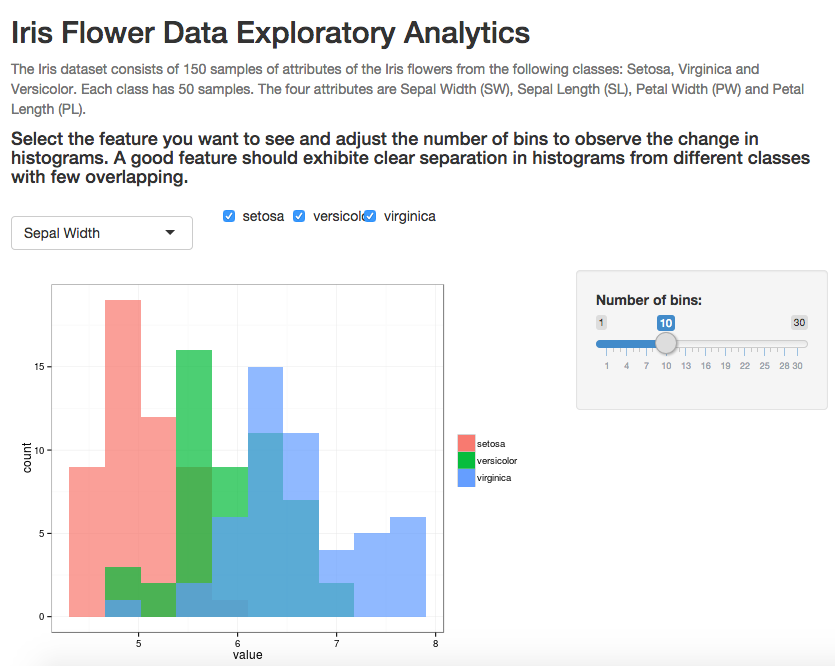 Iris Flower Data Exploratory Analytics
The Iris dataset consists of 150 samples of attributes of the Iris flowers from the following classes: Setosa, Virginica and
Versicolor. Each class has 50 samples. The four attributes are Sepal Width (SW), Sepal Length (SL), Petal Width (PW) and Petal
Length (PL).
Select the feature you want to see and adjust the number of bins to observe the change in
histograms. A good feature should exhibite clear separation in histograms from different classes
with few overlapping.
setosa versicol virginica
Sepal Width
Number of bins:
1 10 30
1 4 7 10 13 16 19 22 25 28 30
15
10
5
0
count
5 6 7 8
value
setosa
versicolor
virginica